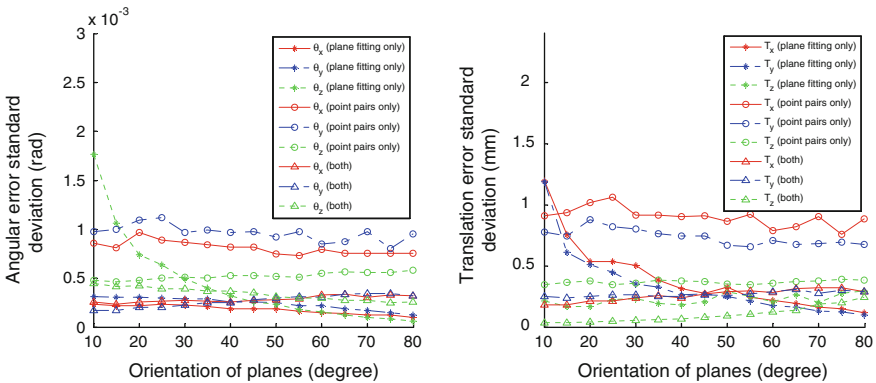 x 10⁻³
3
2.5
2
1.5
1
0.5
0
10 20 30 40 50 60 70 80
Angular error standard
deviation (rad)
Orientation of planes (degree)
θx (plane fitting only)
θy (plane fitting only)
θz (plane fitting only)
θx (point pairs only)
θy (point pairs only)
θz (point pairs only)
θx (both)
θy (both)
θz (both)
2
1.5
1
0.5
0
10 20 30 40 50 60 70 80
Translation error standard
deviation (mm)
Orientation of planes (degree)
Tx (plane fitting only)
Ty (plane fitting only)
Tz (plane fitting only)
Tx (point pairs only)
Ty (point pairs only)
Tz (point pairs only)
Tx (both)
Ty (both)
Tz (both)